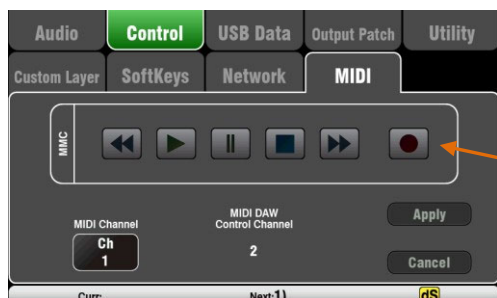 Audio Control USB Data Output Patch Utility
Custom Layer SoftKeys Network MIDI
MMC
MIDI Channel
Ch
1
MIDI DAW
Control Channel
2
Apply
Cancel
Curr: Next:1) dS